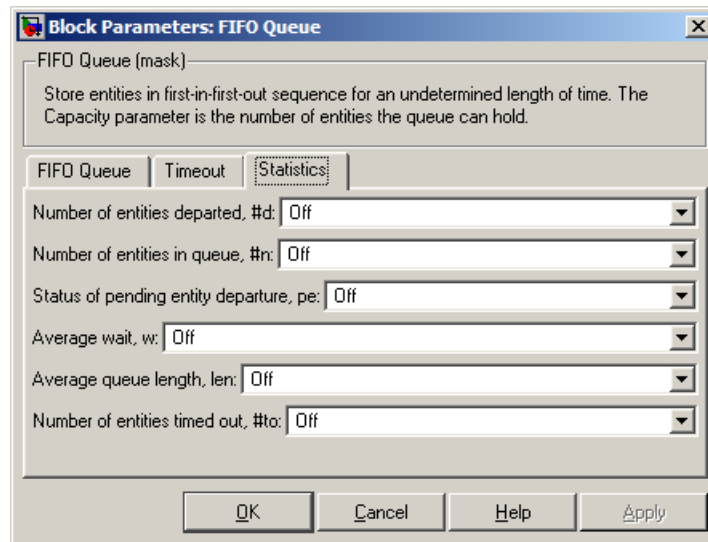 Block Parameters: FIFO Queue
FIFO Queue (mask)
Store entities in first-in-first-out sequence for an undetermined length of time. The
Capacity parameter is the number of entities the queue can hold.
FIFO Queue Timeout Statistics
Number of entities departed, #d: Off
Number of entities in queue, #n: Off
Status of pending entity departure, pe: Off
Average wait, w: Off
Average queue length, len: Off
Number of entities timed out, #to: Off
OK Cancel Help Apply